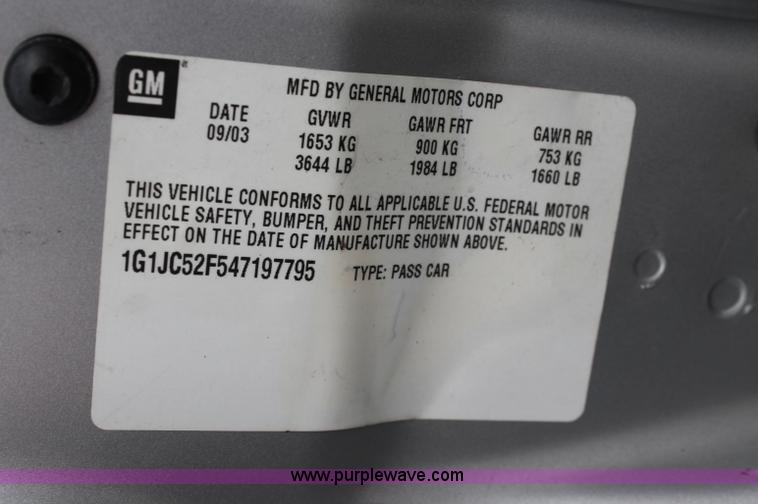 GM
MFD BY GENERAL MOTORS CORP
DATE GVWR GAWR FRT GAWR RR
09/03 1653 KG 900 KG 753 KG
3644 LB 1984 LB 1660 LB
THIS VEHICLE CONFORMS TO ALL APPLICABLE U.S. FEDERAL MOTOR
VEHICLE SAFETY, BUMPER, AND THEFT PREVENTION STANDARDS IN
EFFECT ON THE DATE OF MANUFACTURE SHOWN ABOVE.
1G1JC52F547197795 TYPE: PASS CAR
www.purplewave.com